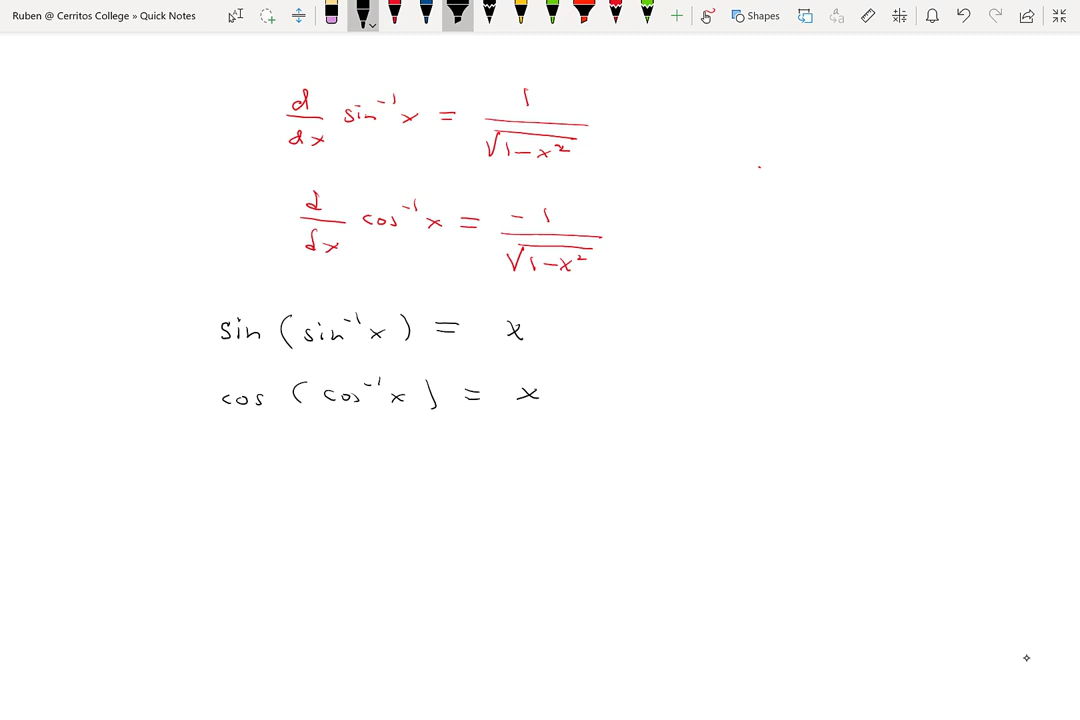 Ruben @ Cerritos College » Quick Notes Shapes
d/dx sin⁻¹x = 1/√(1-x²)
d/dx cos⁻¹x = -1/√(1-x²)
sin (sin⁻¹x) = x
cos (cos⁻¹x) = x